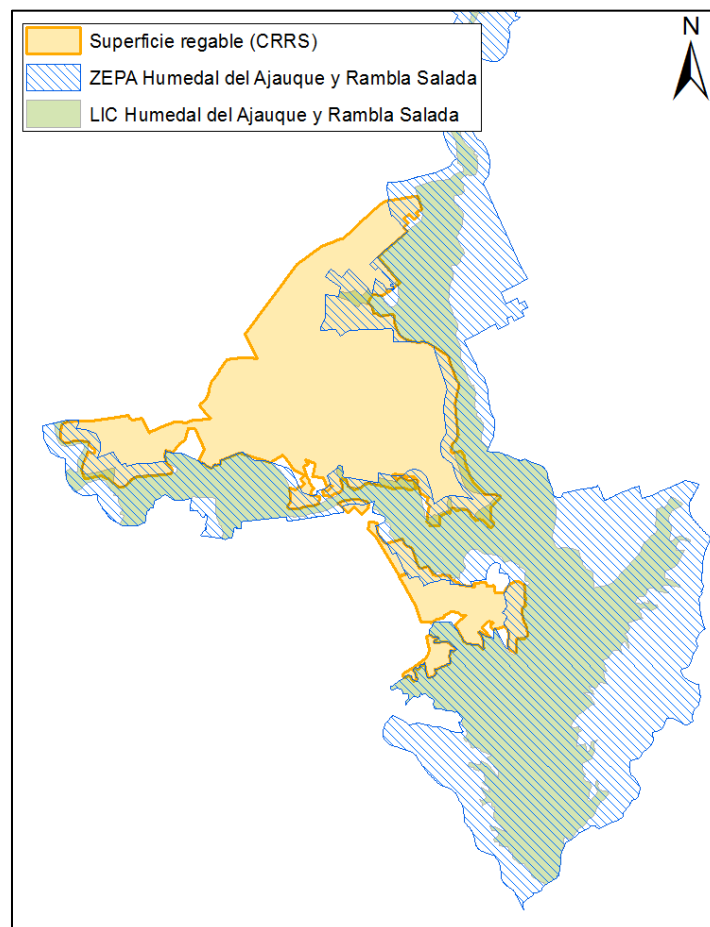 Superficie regable (CRRS)
ZEPA Humedal del Ajauque y Rambla Salada
LIC Humedal del Ajauque y Rambla Salada
N